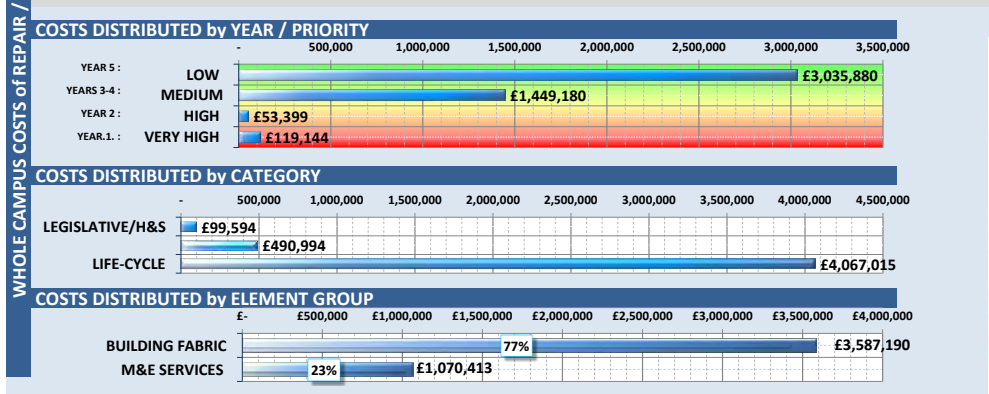 WHOLE CAMPUS COSTS of REPAIR /
COSTS DISTRIBUTED by YEAR / PRIORITY
- 500,000 1,000,000 1,500,000 2,000,000 2,500,000 3,000,000 3,500,000
YEAR 5 : LOW £3,035,880
YEARS 3-4 : MEDIUM £1,449,180
YEAR 2 : HIGH £53,399
YEAR.1. : VERY HIGH £119,144
COSTS DISTRIBUTED by CATEGORY
- 500,000 1,000,000 1,500,000 2,000,000 2,500,000 3,000,000 3,500,000 4,000,000 4,500,000
LEGISLATIVE/H&S £99,594
£490,994
LIFE-CYCLE £4,067,015
COSTS DISTRIBUTED by ELEMENT GROUP
£- £500,000 £1,000,000 £1,500,000 £2,000,000 £2,500,000 £3,000,000 £3,500,000 £4,000,000
BUILDING FABRIC 77% £3,587,190
M&E SERVICES 23% £1,070,413